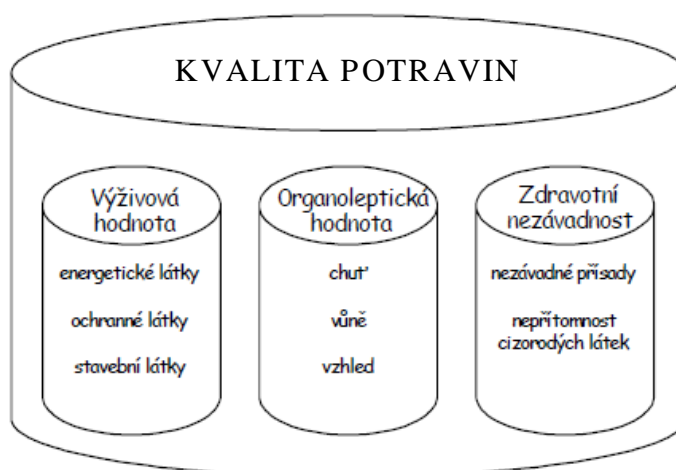 KVALITA POTRAVIN
Výživová
hodnota
energetické látky
ochranné látky
stavební látky
Organoleptická
hodnota
chuť
vůně
vzhled
Zdravotní
nezávadnost
nezávadné přísady
nepřítomnost
cizorodých látek